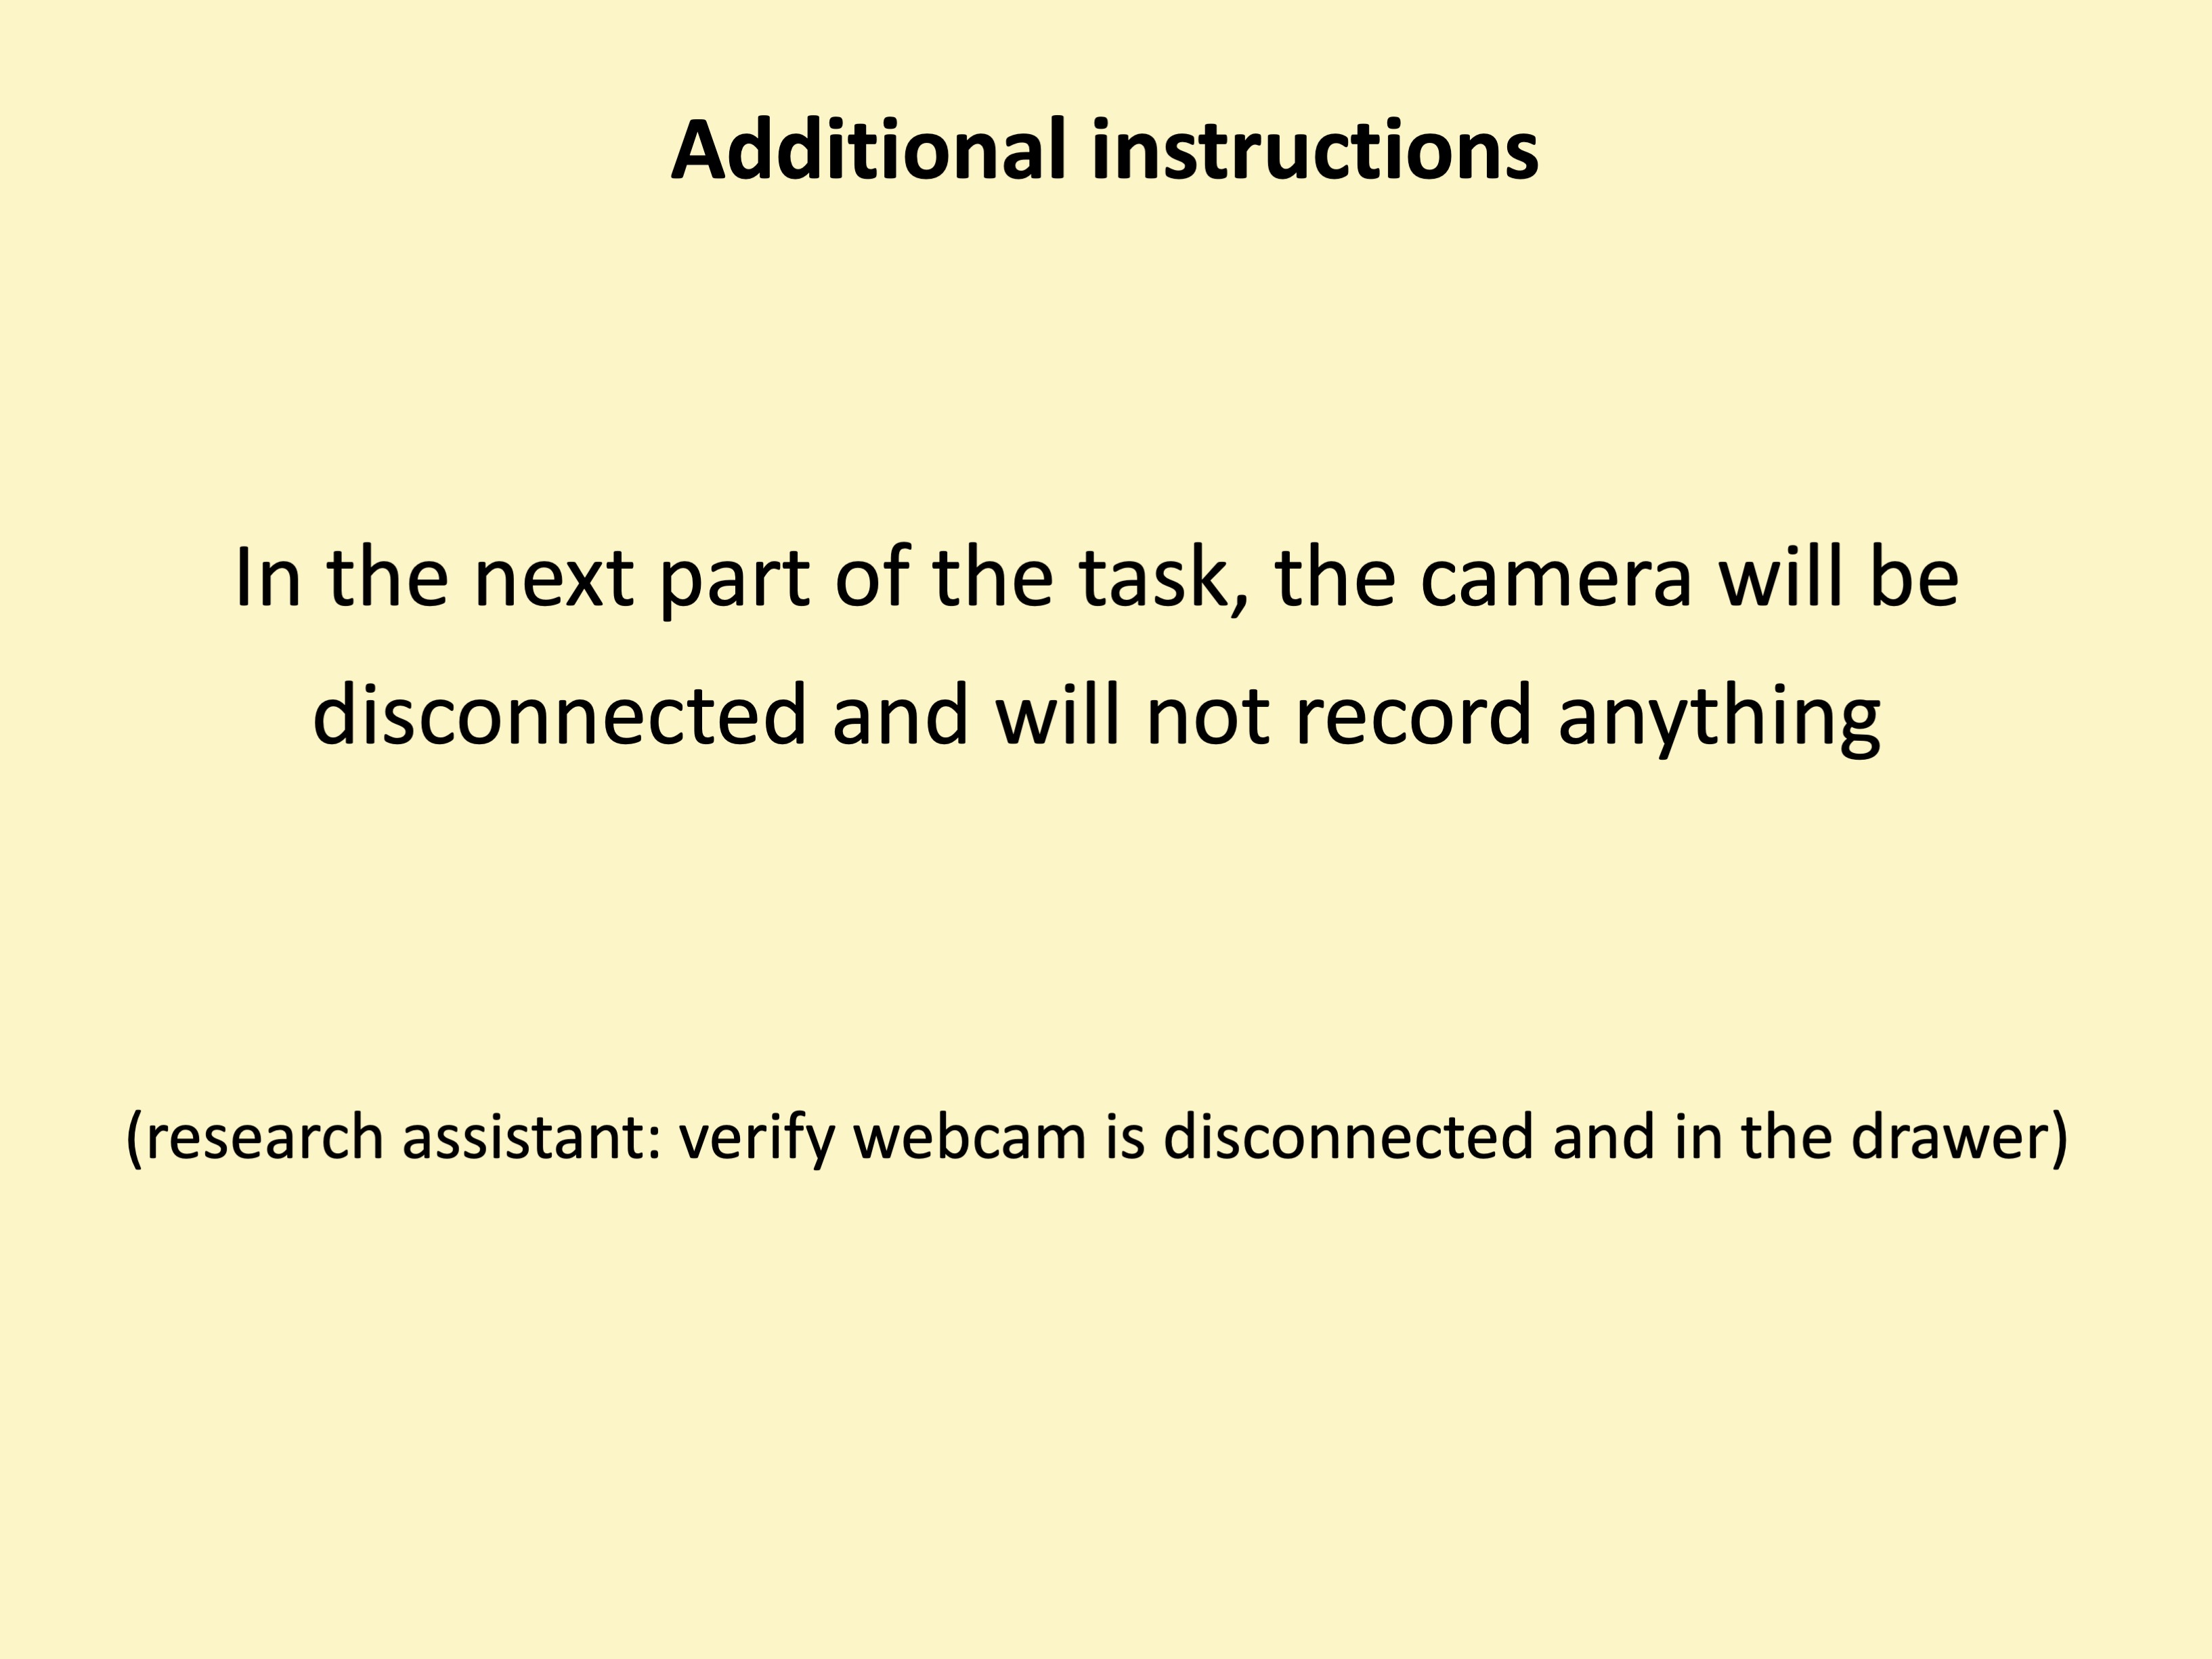 Additional instructions
In the next part of the task, the camera will be
disconnected and will not record anything
(research assistant: verify webcam is disconnected and in the drawer)